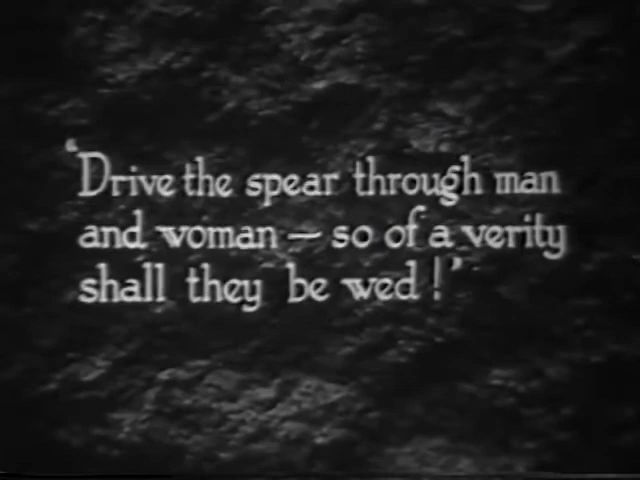 "Drive the spear through man
and woman — so of a verity
shall they be wed!"